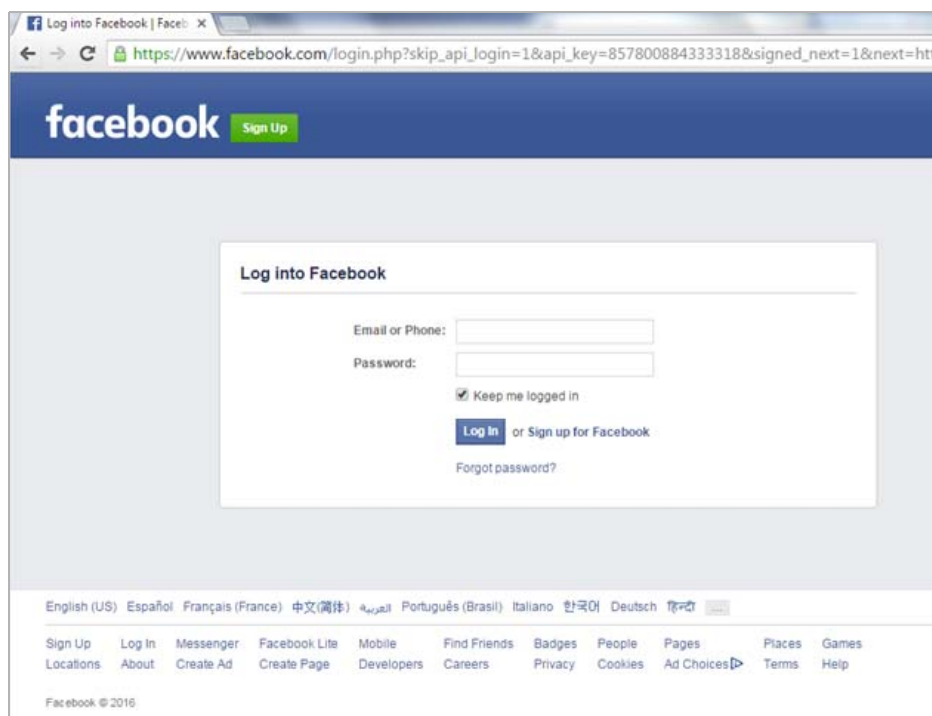 Log into Facebook | Faceb
https://www.facebook.com/login.php?skip_api_login=1&api_key=857800884333318&signed_next=1&next=htt
facebook Sign Up
Log into Facebook
Email or Phone:
Password:
Keep me logged in
Log In or Sign up for Facebook
Forgot password?
English (US) Español Français (France) 中文(简体) العربية Português (Brasil) Italiano 한국어 Deutsch हिन्दी ...
Sign Up Log In Messenger Facebook Lite Mobile Find Friends Badges People Pages Places Games
Locations About Create Ad Create Page Developers Careers Privacy Cookies Ad Choices Terms Help
Facebook © 2016